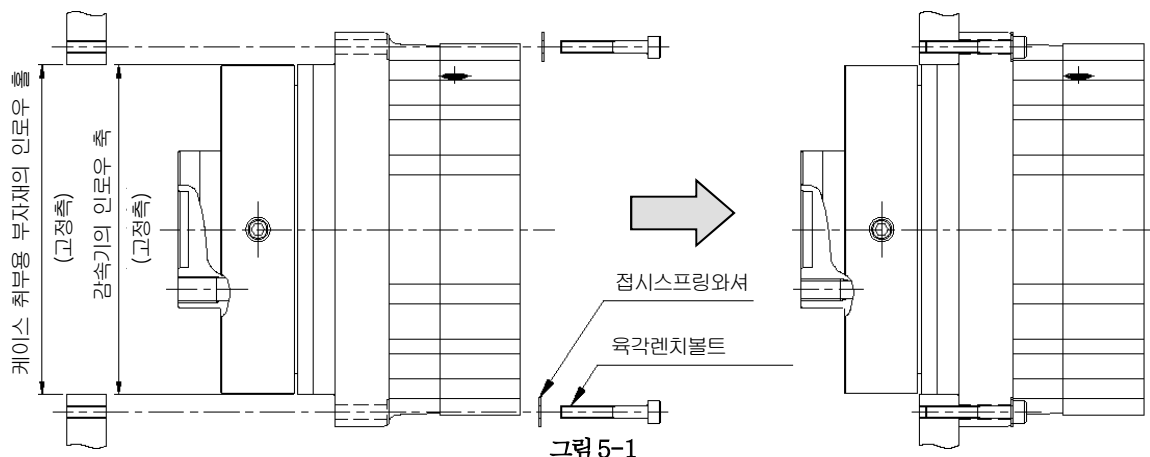 케이스 취부용 부자재의 인로우 홀
(고정측)
감속기의 인로우 축
(고정측)
접시스프링와셔
육각렌치볼트
그림 5-1